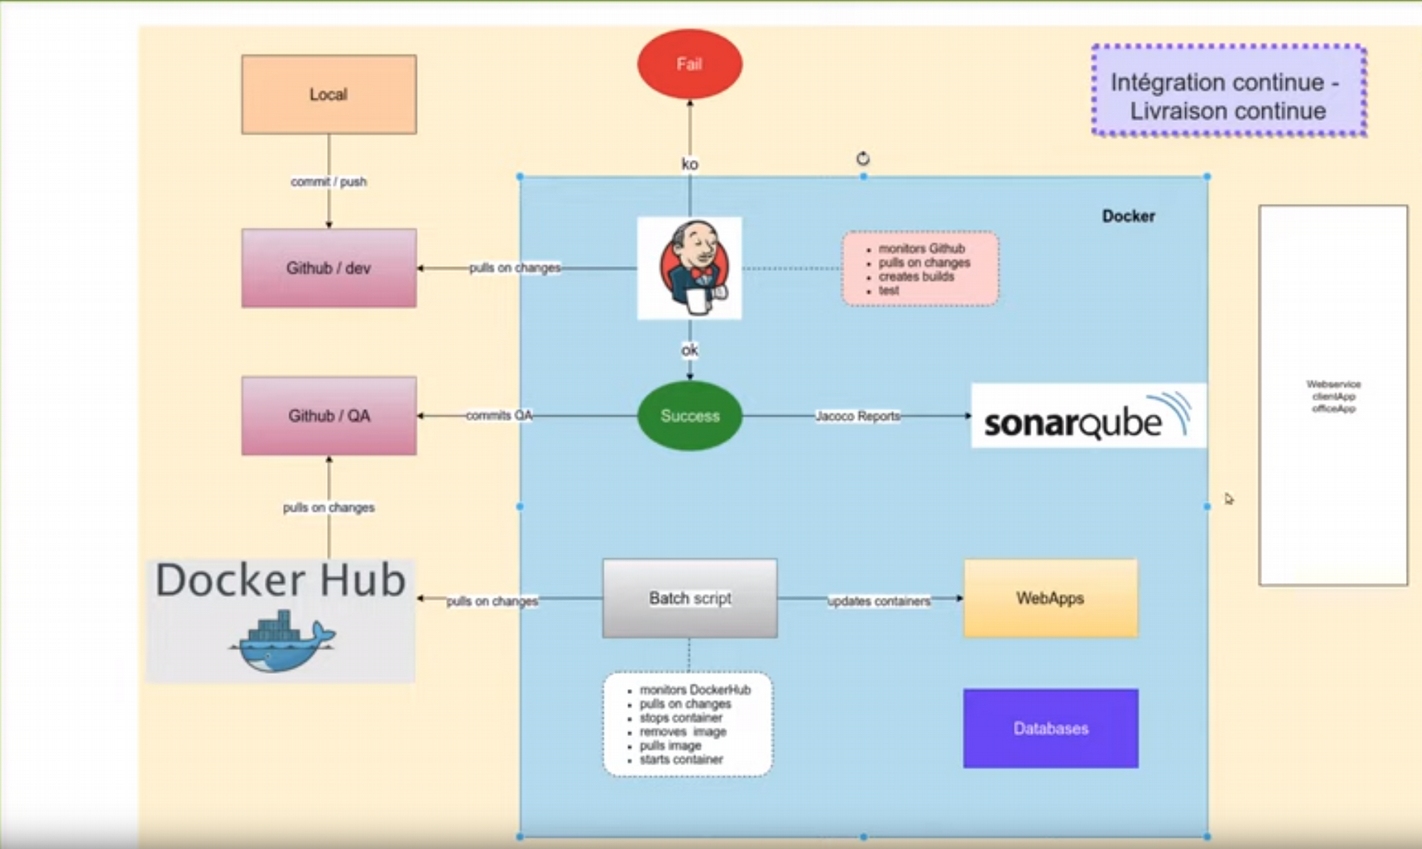 Fail
Intégration continue -
Livraison continue
Local
commit / push
ko
Docker
Github / dev
pulls on changes
monitors Github
pulls on changes
creates builds
test
ok
Github / QA
commits QA
Success
Jacoco Reports
sonarqube
Webservice
clientApp
officeApp
pulls on changes
Docker Hub
pulls on changes
Batch script
updates containers
WebApps
monitors DockerHub
pulls on changes
stops container
removes image
pulls image
starts container
Databases